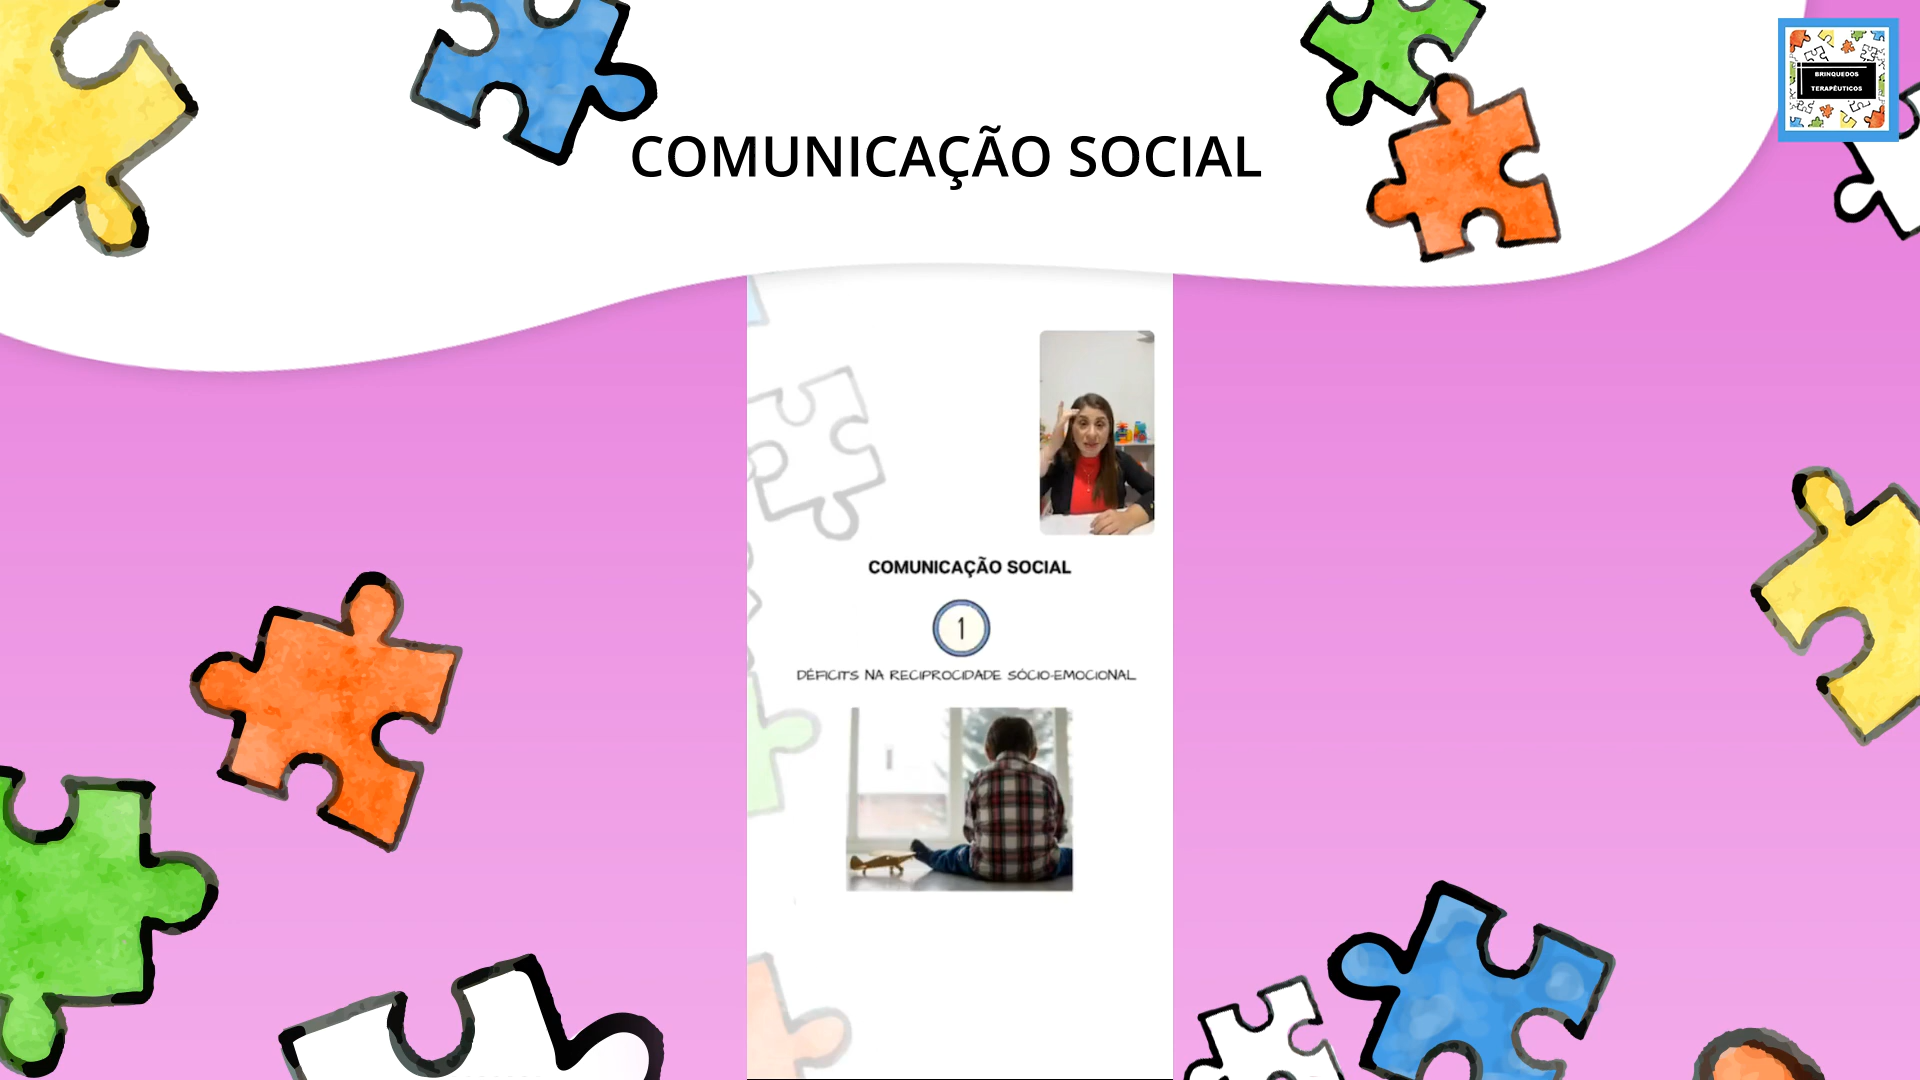 BRINQUEDOS
TERAPÊUTICOS
COMUNICAÇÃO SOCIAL
COMUNICAÇÃO SOCIAL
1
DÉFICITS NA RECIPROCIDADE SÓCIO-EMOCIONAL